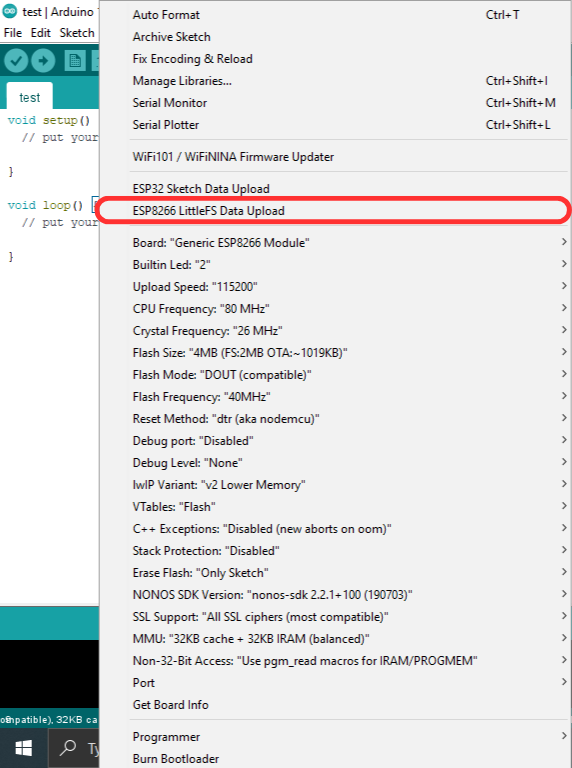 test | Arduino
File Edit Sketch
test
void setup()
// put your
}
void loop() {
// put your
}
Auto Format Ctrl+T
Archive Sketch
Fix Encoding & Reload
Manage Libraries... Ctrl+Shift+I
Serial Monitor Ctrl+Shift+M
Serial Plotter Ctrl+Shift+L
WiFi101 / WiFiNINA Firmware Updater
ESP32 Sketch Data Upload
ESP8266 LittleFS Data Upload
Board: "Generic ESP8266 Module"
Builtin Led: "2"
Upload Speed: "115200"
CPU Frequency: "80 MHz"
Crystal Frequency: "26 MHz"
Flash Size: "4MB (FS:2MB OTA:~1019KB)"
Flash Mode: "DOUT (compatible)"
Flash Frequency: "40MHz"
Reset Method: "dtr (aka nodemcu)"
Debug port: "Disabled"
Debug Level: "None"
lwIP Variant: "v2 Lower Memory"
VTables: "Flash"
C++ Exceptions: "Disabled (new aborts on oom)"
Stack Protection: "Disabled"
Erase Flash: "Only Sketch"
NONOS SDK Version: "nonos-sdk 2.2.1+100 (190703)"
SSL Support: "All SSL ciphers (most compatible)"
MMU: "32KB cache + 32KB IRAM (balanced)"
Non-32-Bit Access: "Use pgm_read macros for IRAM/PROGMEM"
Port
Get Board Info
Programmer
Burn Bootloader
mpatible), 32KB ca
Ty